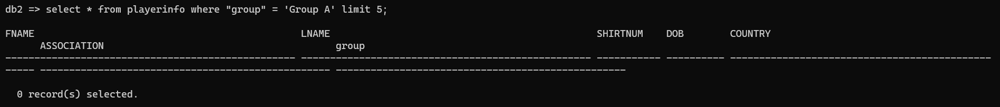 db2 => select * from playerinfo where "group" = 'Group A' limit 5;
FNAME LNAME SHIRTNUM DOB COUNTRY
ASSOCIATION group
-------------------------------------------------- -------------------------------------------------- ----------- ---------- ---------------------------------------------
----- -------------------------------------------------- --------------------------------------------------
0 record(s) selected.